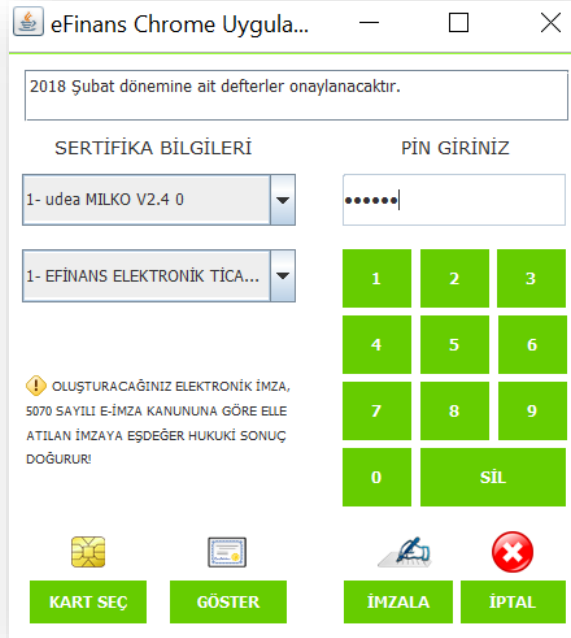 eFinans Chrome Uygula...
2018 Şubat dönemine ait defterler onaylanacaktır.
SERTİFİKA BİLGİLERİ
PİN GİRİNİZ
1- udea MILKO V2.4 0
••••••
1- EFİNANS ELEKTRONİK TİCA...
1 2 3
4 5 6
7 8 9
0 SİL
OLUŞTURACAĞINIZ ELEKTRONİK İMZA,
5070 SAYILI E-İMZA KANUNUNA GÖRE ELLE
ATILAN İMZAYA EŞDEĞER HUKUKİ SONUÇ
DOĞURUR!
KART SEÇ
GÖSTER
İMZALA
İPTAL